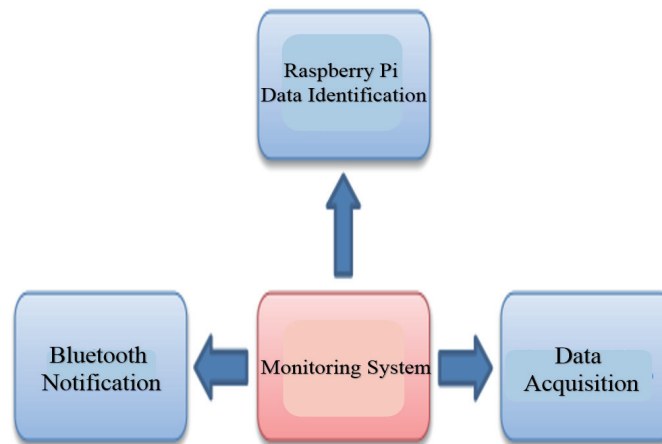 Raspberry Pi
Data Identification
Bluetooth
Notification
Monitoring System
Data
Acquisition